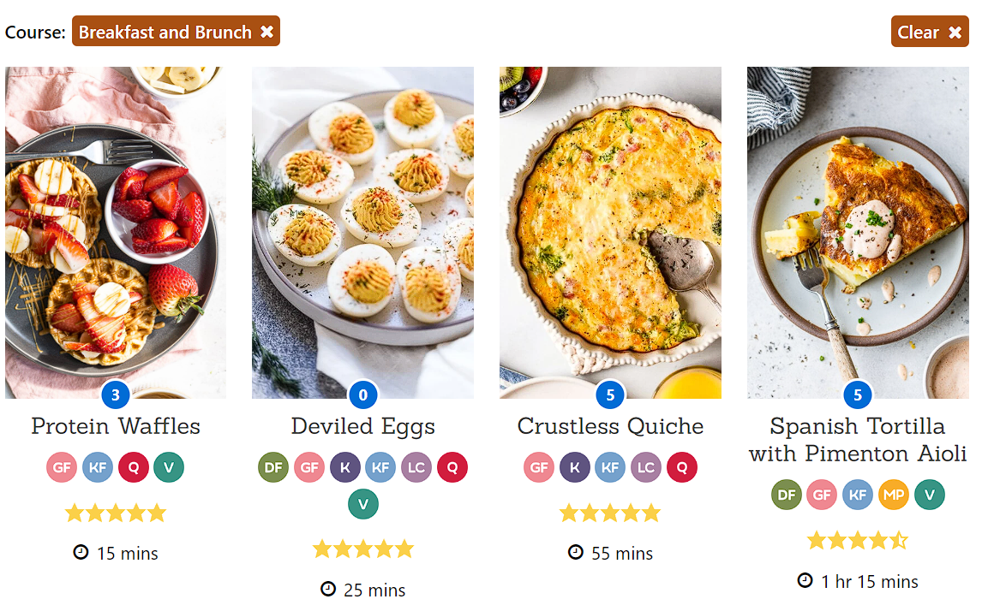 Course: Breakfast and Brunch ✖ Clear ✖
3 0 5 5
Protein Waffles
GF KF Q V
15 mins
Deviled Eggs
DF GF K KF LC Q
V
25 mins
Crustless Quiche
GF K KF LC Q
55 mins
Spanish Tortilla
with Pimenton Aioli
DF GF KF MP V
1 hr 15 mins